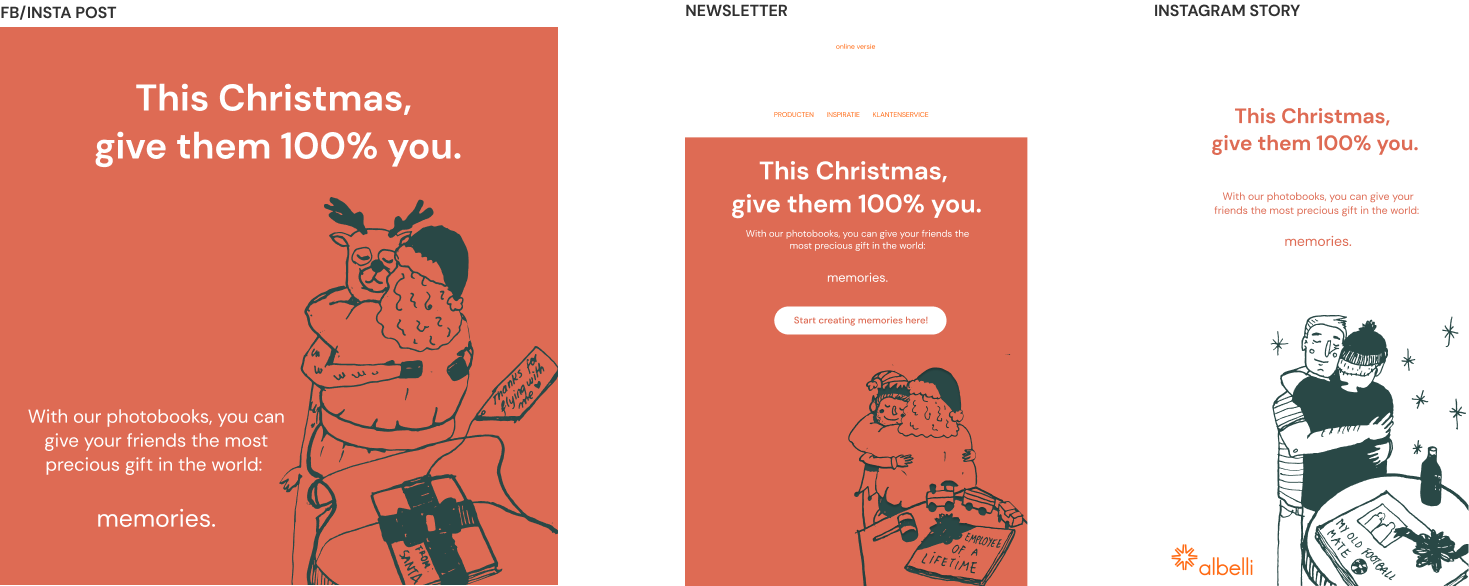 FB/INSTA POST
This Christmas,
give them 100% you.
Thanks for
flying with
me
With our photobooks, you can
give your friends the most
precious gift in the world:
memories.
FROM:
SANTA
NEWSLETTER
online versie
PRODUCTEN INSPIRATIE KLANTENSERVICE
This Christmas,
give them 100% you.
With our photobooks, you can give your friends the
most precious gift in the world:
memories.
Start creating memories here!
EMPLOYEE
OF A
LIFETIME
INSTAGRAM STORY
This Christmas,
give them 100% you.
With our photobooks, you can give your
friends the most precious gift in the world:
memories.
MY OLD FOOTBALL
MATE
albelli